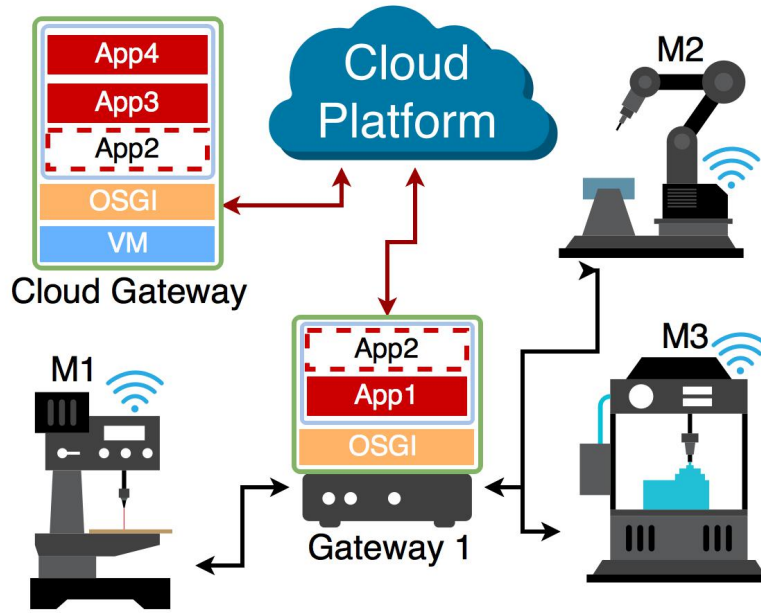 App4
App3
App2
OSGI
VM
Cloud Gateway
Cloud
Platform
M2
App2
App1
OSGI
Gateway 1
M1
M3